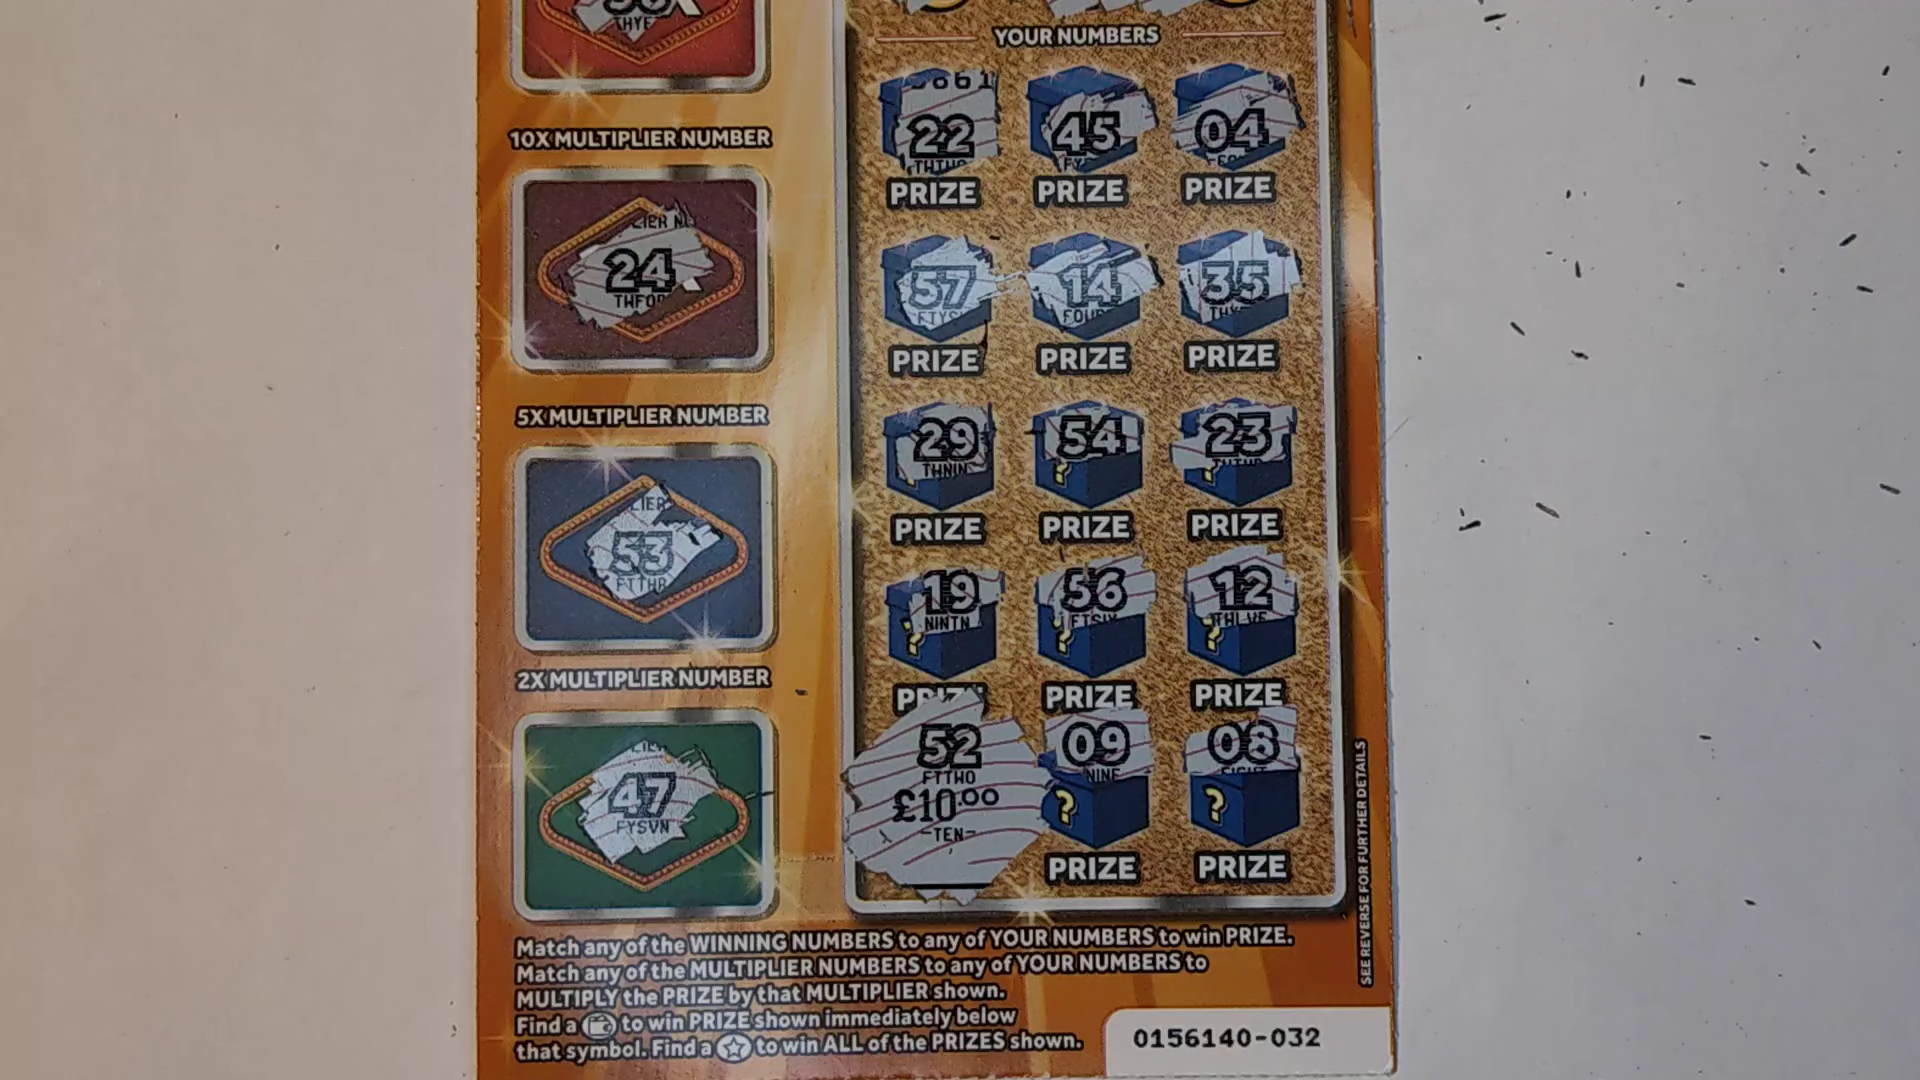 THYE
YOUR NUMBERS
22 45 04
PRIZE PRIZE PRIZE
10X MULTIPLIER NUMBER
24
57 14 35
PRIZE PRIZE PRIZE
5X MULTIPLIER NUMBER
29 54 23
THNIN
PRIZE PRIZE PRIZE
53
FTTHR
19 56 12
NINTN
PRIZE PRIZE PRIZE
2X MULTIPLIER NUMBER
47
FYSVN
52 09 08
FTTWO NINE
£10.00
-TEN-
PRIZE PRIZE
Match any of the WINNING NUMBERS to any of YOUR NUMBERS to win PRIZE.
Match any of the MULTIPLIER NUMBERS to any of YOUR NUMBERS to
MULTIPLY the PRIZE by that MULTIPLIER shown.
Find a to win PRIZE shown immediately below
that symbol. Find a to win ALL of the PRIZES shown.
0156140-032
SEE REVERSE FOR FURTHER DETAILS